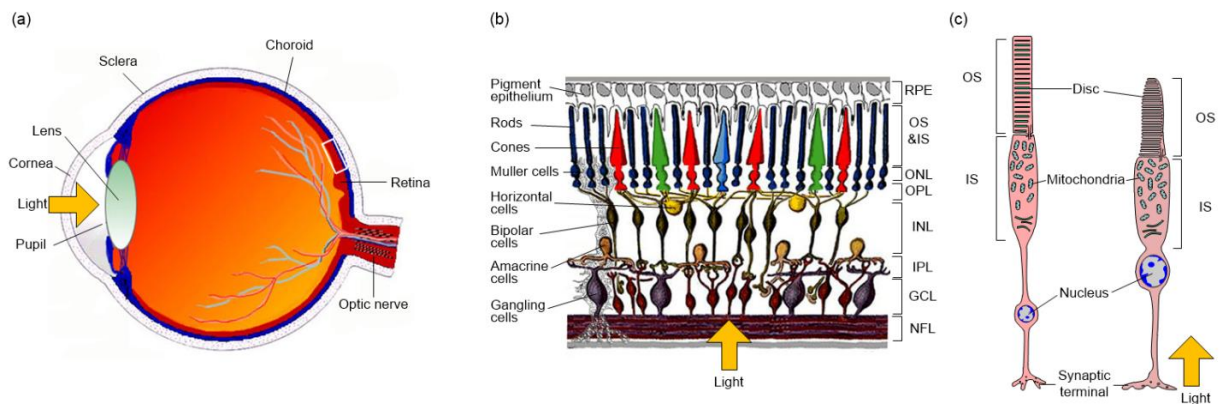 (a)
Sclera
Choroid
Lens
Cornea
Light
Pupil
Retina
Optic nerve
(b)
Pigment
epithelium
Rods
Cones
Muller cells
Horizontal
cells
Bipolar
cells
Amacrine
cells
Gangling
cells
RPE
OS
&IS
ONL
OPL
INL
IPL
GCL
NFL
Light
(c)
OS
Disc
OS
IS
Mitochondria
IS
Nucleus
Synaptic
terminal
Light